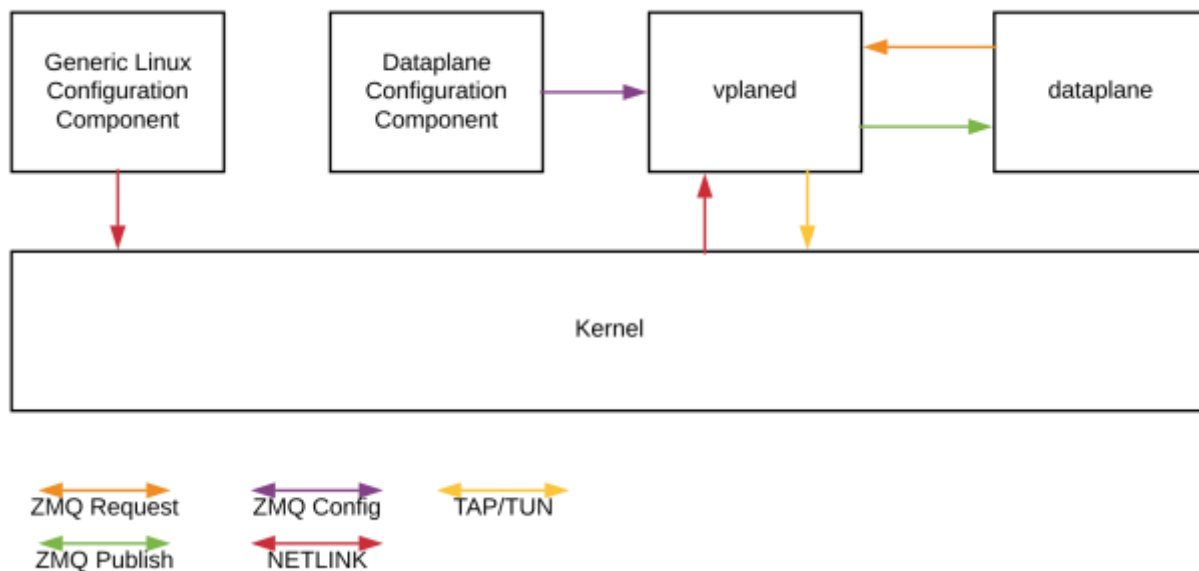 Generic Linux
Configuration
Component
Dataplane
Configuration
Component
vplaned
dataplane
Kernel
ZMQ Request
ZMQ Config
TAP/TUN
ZMQ Publish
NETLINK